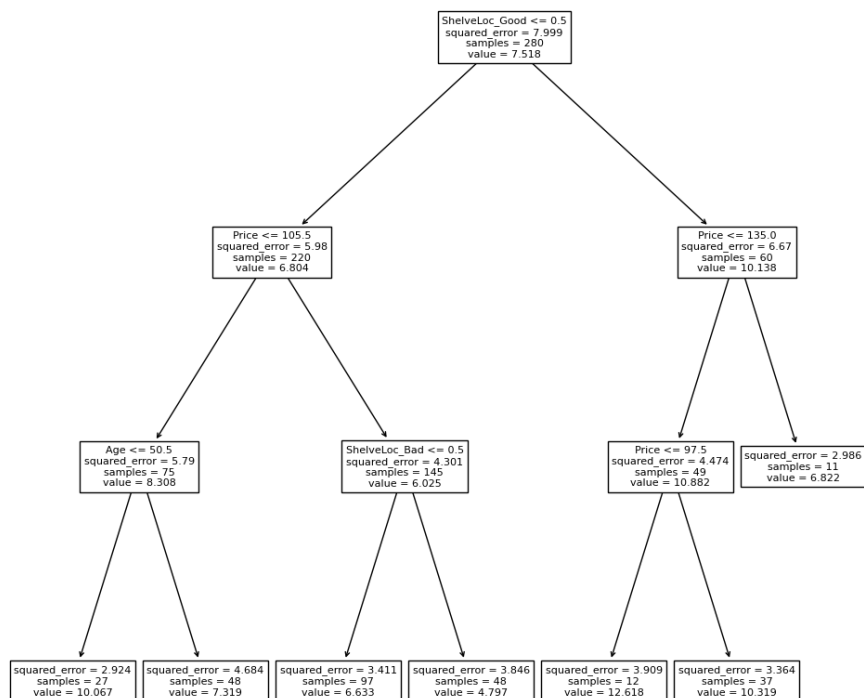 ShelveLoc_Good <= 0.5
squared_error = 7.999
samples = 280
value = 7.518
Price <= 105.5
squared_error = 5.98
samples = 220
value = 6.804
Price <= 135.0
squared_error = 6.67
samples = 60
value = 10.138
Age <= 50.5
squared_error = 5.79
samples = 75
value = 8.308
ShelveLoc_Bad <= 0.5
squared_error = 4.301
samples = 145
value = 6.025
Price <= 97.5
squared_error = 4.474
samples = 49
value = 10.882
squared_error = 2.986
samples = 11
value = 6.822
squared_error = 2.924
samples = 27
value = 10.067
squared_error = 4.684
samples = 48
value = 7.319
squared_error = 3.411
samples = 97
value = 6.633
squared_error = 3.846
samples = 48
value = 4.797
squared_error = 3.909
samples = 12
value = 12.618
squared_error = 3.364
samples = 37
value = 10.319